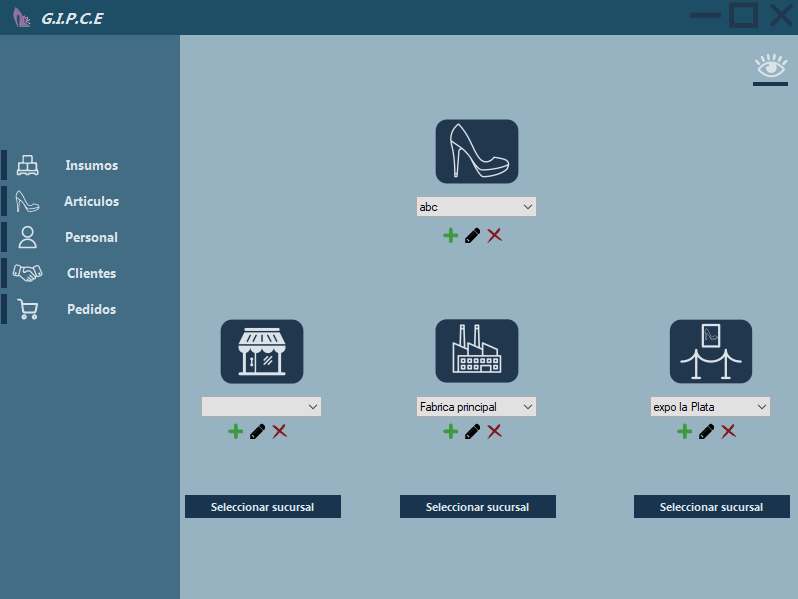 G.I.P.C.E
Insumos
Articulos
Personal
Clientes
Pedidos
abc
Fabrica principal
expo la Plata
Seleccionar sucursal
Seleccionar sucursal
Seleccionar sucursal